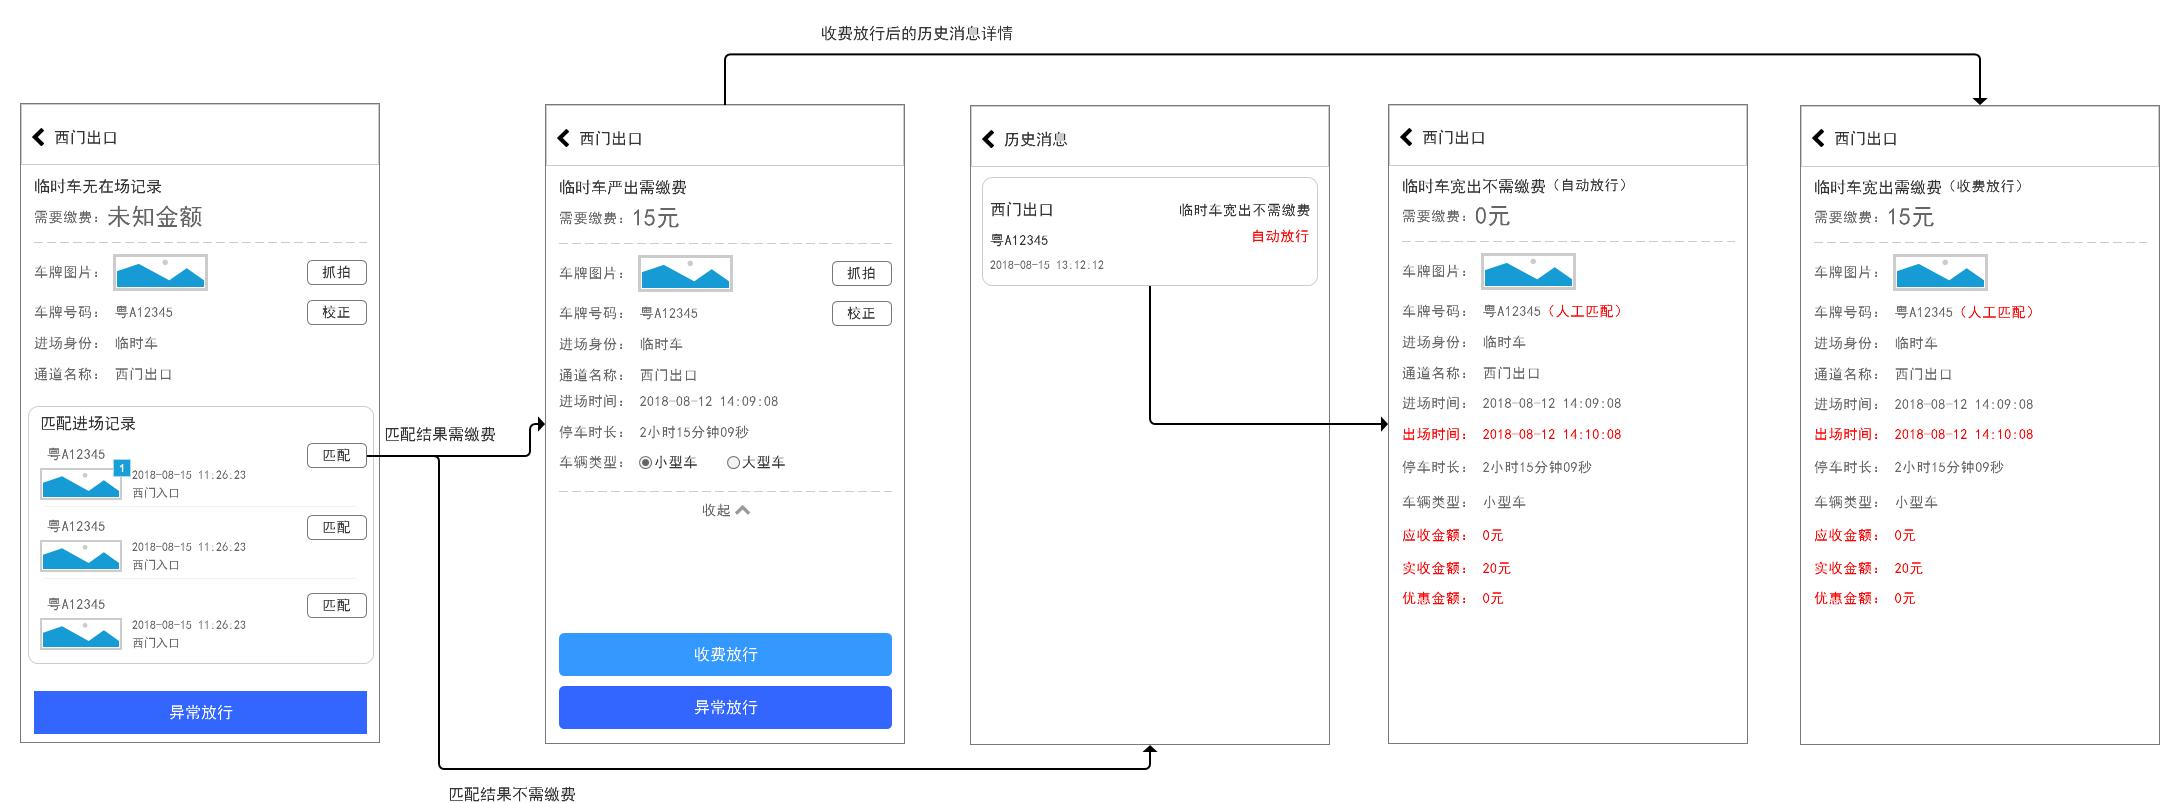 收费放行后的历史消息详情
西门出口
临时车无在场记录
需要缴费：未知金额
车牌图片：
抓拍
车牌号码： 粤A12345
校正
进场身份： 临时车
通道名称： 西门出口
匹配进场记录
粤A12345
匹配
1
2018-08-15 11:26:23
西门入口
粤A12345
匹配
2018-08-15 11:26:23
西门入口
粤A12345
匹配
2018-08-15 11:26:23
西门入口
异常放行
匹配结果需缴费
匹配结果不需缴费
西门出口
临时车严出需缴费
需要缴费：15元
车牌图片：
抓拍
车牌号码： 粤A12345
校正
进场身份： 临时车
通道名称： 西门出口
进场时间： 2018-08-12 14:09:08
停车时长： 2小时15分钟09秒
车辆类型： 小型车 大型车
收起
收费放行
异常放行
历史消息
西门出口
临时车宽出不需缴费
粤A12345
自动放行
2018-08-15 13:12:12
西门出口
临时车宽出不需缴费（自动放行）
需要缴费：0元
车牌图片：
车牌号码： 粤A12345（人工匹配）
进场身份： 临时车
通道名称： 西门出口
进场时间： 2018-08-12 14:09:08
出场时间： 2018-08-12 14:10:08
停车时长： 2小时15分钟09秒
车辆类型： 小型车
应收金额： 0元
实收金额： 20元
优惠金额： 0元
西门出口
临时车宽出需缴费（收费放行）
需要缴费：15元
车牌图片：
车牌号码： 粤A12345（人工匹配）
进场身份： 临时车
通道名称： 西门出口
进场时间： 2018-08-12 14:09:08
出场时间： 2018-08-12 14:10:08
停车时长： 2小时15分钟09秒
车辆类型： 小型车
应收金额： 0元
实收金额： 20元
优惠金额： 0元